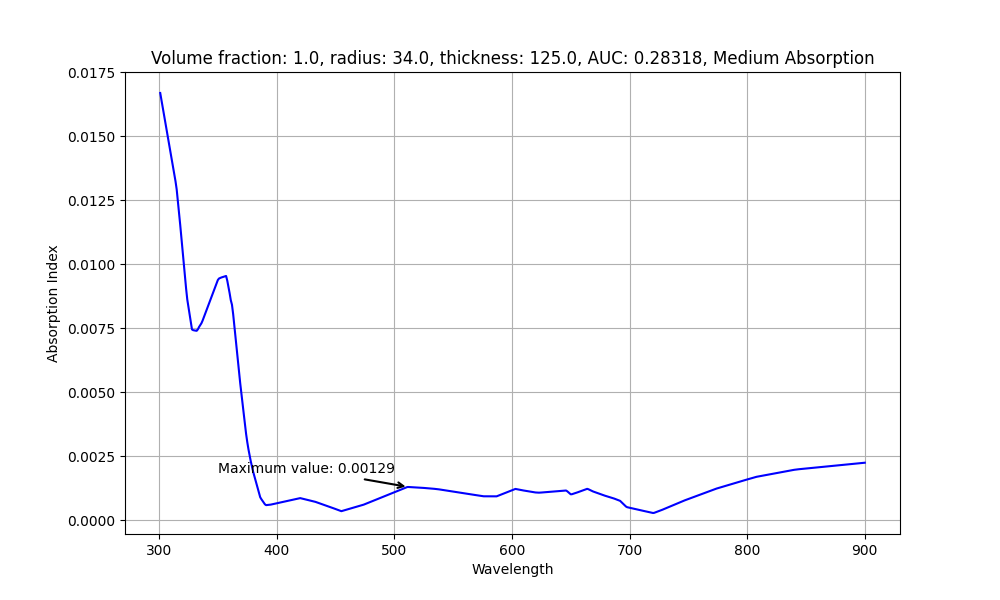 Volume fraction: 1.0, radius: 34.0, thickness: 125.0, AUC: 0.28318, Medium Absorption
0.0175
0.0150
0.0125
0.0100
0.0075
0.0050
0.0025
0.0000
Absorption Index
Maximum value: 0.00129
300 400 500 600 700 800 900
Wavelength